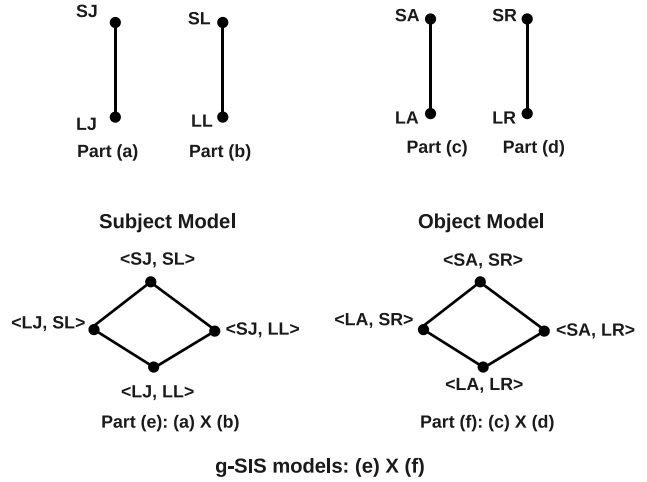 SJ SL SA SR
LJ LL LA LR
Part (a) Part (b) Part (c) Part (d)
Subject Model Object Model
<SJ, SL> <SA, SR>
<LJ, SL> <SJ, LL> <LA, SR> <SA, LR>
<LJ, LL> <LA, LR>
Part (e): (a) X (b) Part (f): (c) X (d)
g-SIS models: (e) X (f)